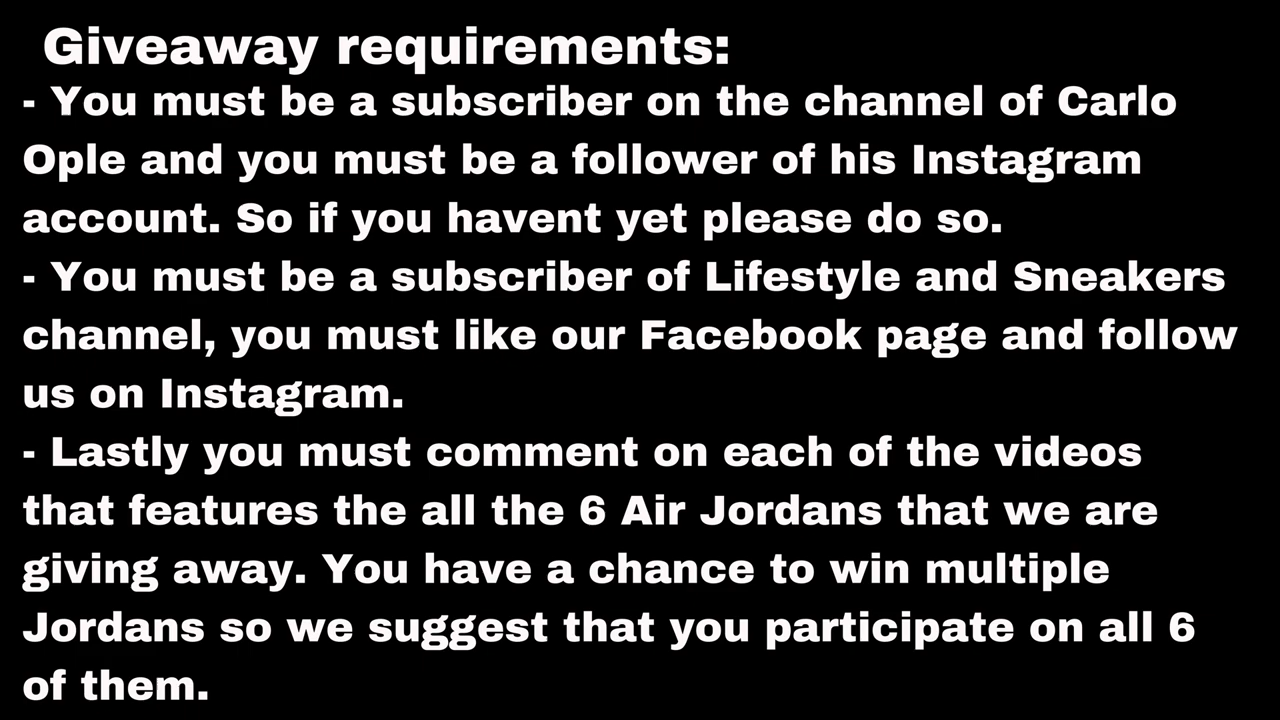 Giveaway requirements:
- You must be a subscriber on the channel of Carlo
Ople and you must be a follower of his Instagram
account. So if you havent yet please do so.
- You must be a subscriber of Lifestyle and Sneakers
channel, you must like our Facebook page and follow
us on Instagram.
- Lastly you must comment on each of the videos
that features the all the 6 Air Jordans that we are
giving away. You have a chance to win multiple
Jordans so we suggest that you participate on all 6
of them.